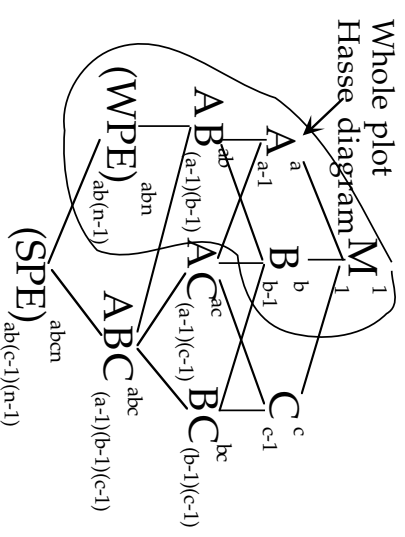 Whole plot
Hasse diagram
M 1 1
A a a-1
B b b-1
C c c-1
AB ab (a-1)(b-1)
AC ac (a-1)(c-1)
BC bc (b-1)(c-1)
(WPE) abn ab(n-1)
ABC abc (a-1)(b-1)(c-1)
(SPE) abcn ab(c-1)(n-1)